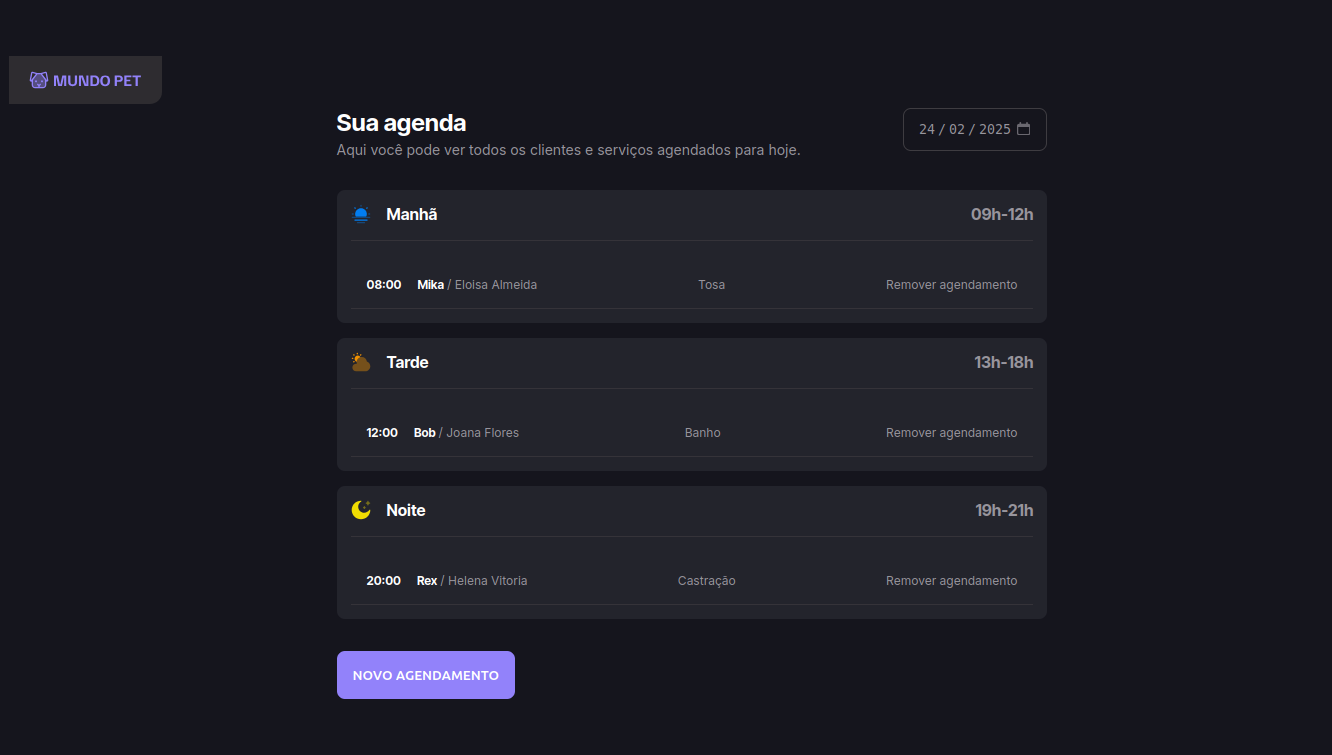 MUNDO PET
Sua agenda
24 / 02 / 2025
Aqui você pode ver todos os clientes e serviços agendados para hoje.
Manhã 09h-12h
08:00 Mika / Eloisa Almeida Tosa Remover agendamento
Tarde 13h-18h
12:00 Bob / Joana Flores Banho Remover agendamento
Noite 19h-21h
20:00 Rex / Helena Vitoria Castração Remover agendamento
NOVO AGENDAMENTO